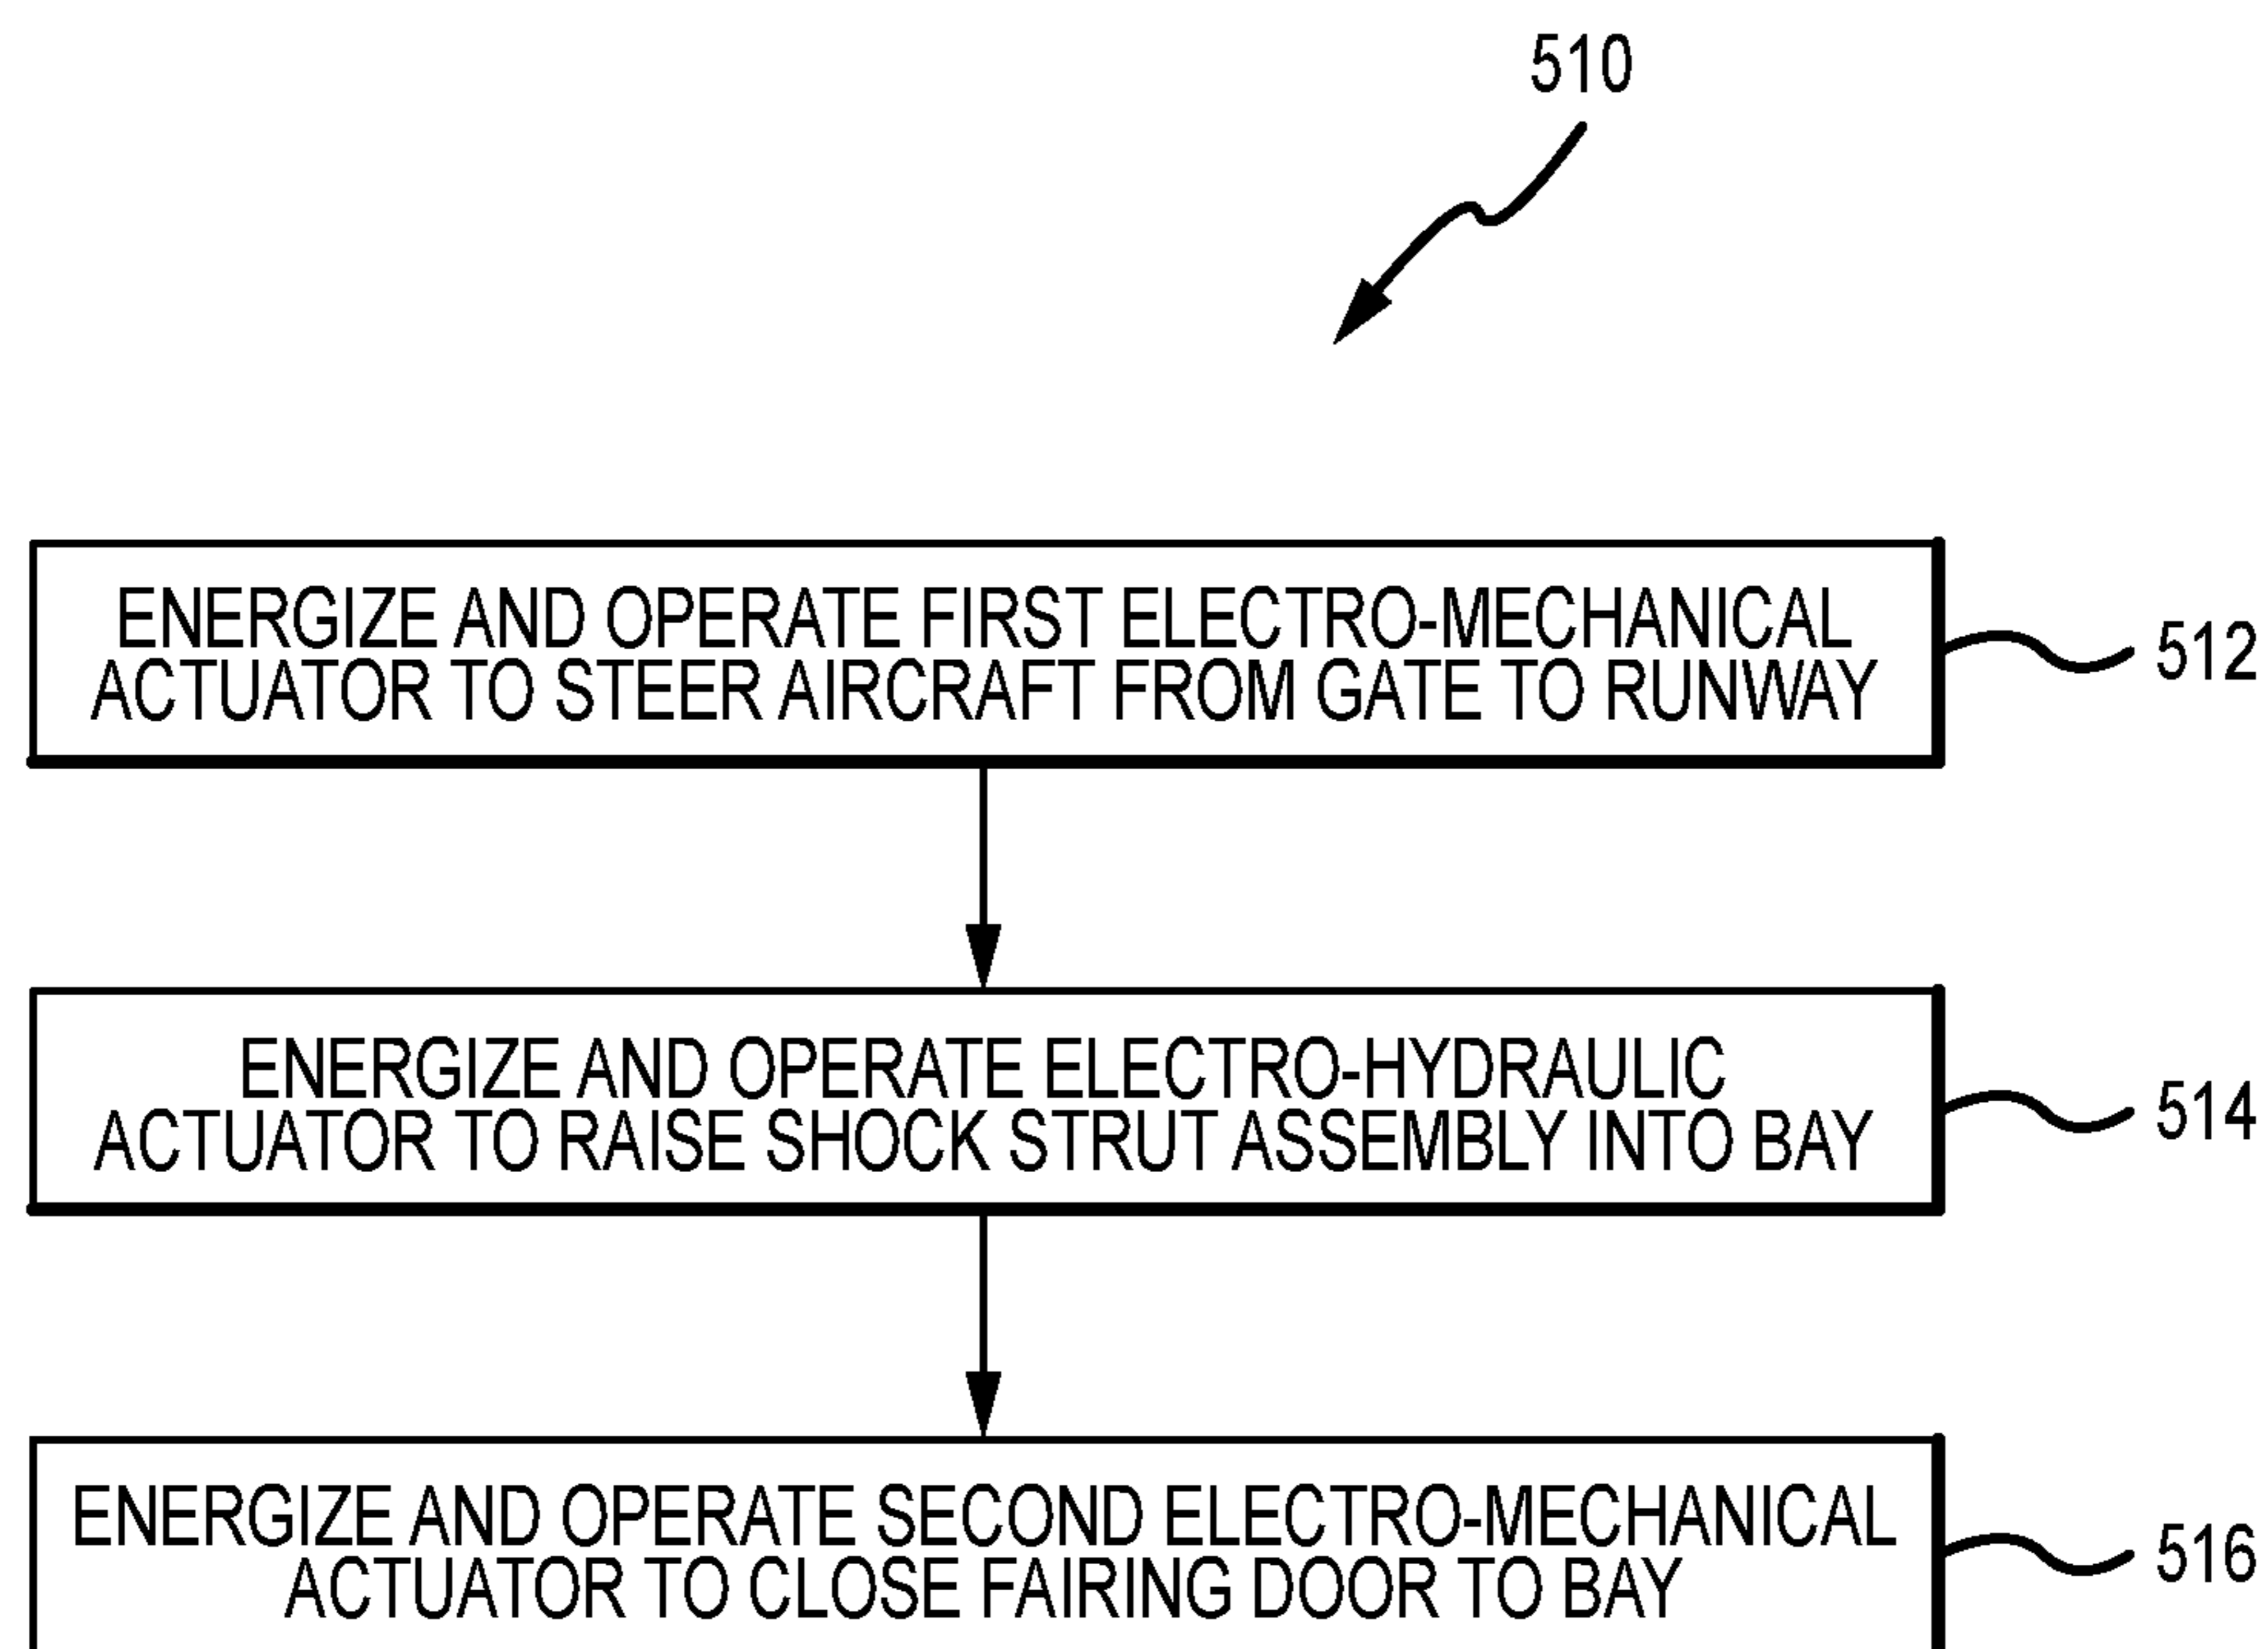 510
ENERGIZE AND OPERATE FIRST ELECTRO-MECHANICAL
ACTUATOR TO STEER AIRCRAFT FROM GATE TO RUNWAY
512
ENERGIZE AND OPERATE ELECTRO-HYDRAULIC
ACTUATOR TO RAISE SHOCK STRUT ASSEMBLY INTO BAY
514
ENERGIZE AND OPERATE SECOND ELECTRO-MECHANICAL
ACTUATOR TO CLOSE FAIRING DOOR TO BAY
516